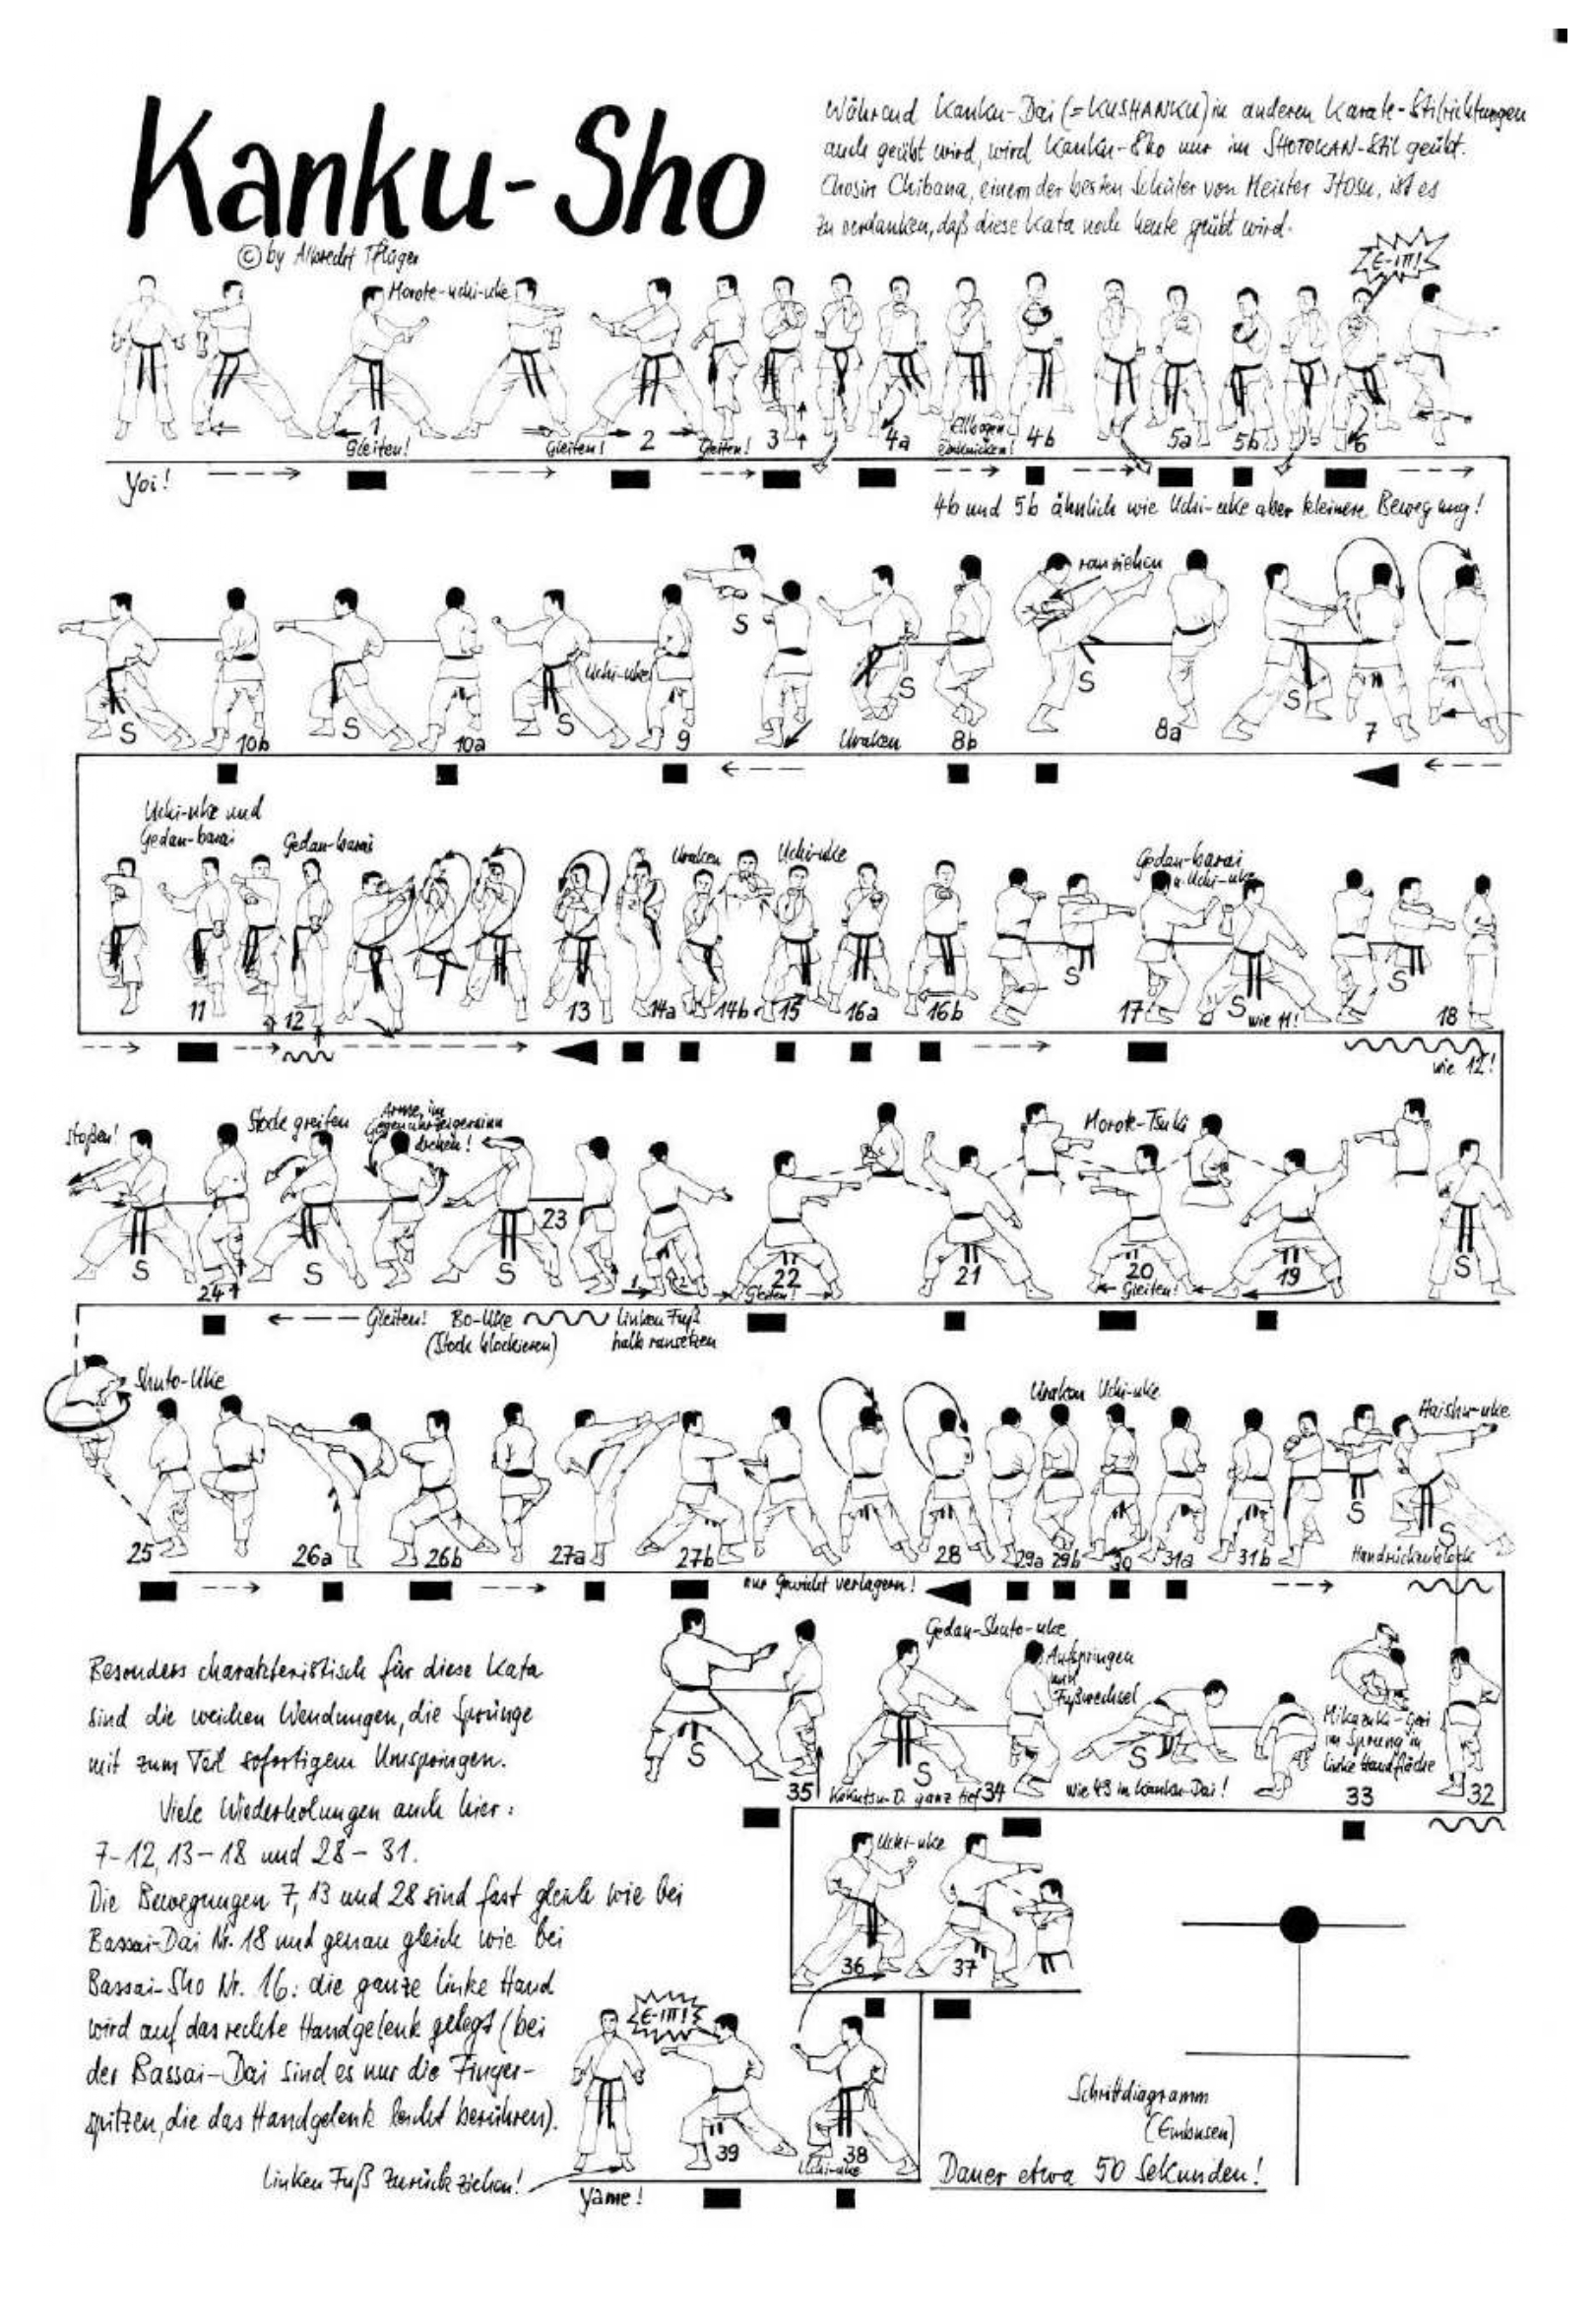 Kanku-Sho
© by Albrecht Pflüger
Während Kanku-Dai (=KUSHANKU) in anderen Karate-Stilrichtungen
auch geübt wird, wird Kanku-Sho nur im SHOTOKAN-Stil geübt.
Chosin Chibana, einem der besten Schüler von Meister Itosu, ist es
zu verdanken, daß diese Kata noch heute geübt wird.
E-III!
Morote-uchi-uke
1
Gleiten!
Gleiten!
2
Gleiten!
3
4a
Ellbogen
4b
5a
5b
6
Yoi!
4b und 5b ähnlich wie Uchi-uke aber kleinere Bewegung!
ranziehen
S
Uchi-uke
S
S
S
S
S
S
10b
10a
9
Uraken
8b
8a
7
Uchi-uke und
Gedan-barai
Gedan-barai
Uraken
Uchi-uke
Gedan-barai
u. Uchi-uke
S
S
S
11
12
13
14a
14b
15
16a
16b
17
wie 11!
18
wie 12!
Stoßen!
Stock greifen
Arme im
Gegenuhrzeigersinn
drehen!
Morote-Tsuki
23
S
S
S
S
24
1
2
22
Gleiten!
21
20
Gleiten!
19
Gleiten!
Bo-Uke
(Stock blockieren)
linken Fuß
halb ransetzen
Shuto-Uke
Uraken Uchi-uke
Haishu-uke
S
S
25
26a
26b
27a
27b
28
29a
29b
30
31a
31b
Handrückenblock
nur Gewicht verlagern!
Gedan-Shuto-uke
Aufspringen
und
Fußwechsel
Mikazuki-Geri
im Sprung in
linke Handfläche
S
S
S
35
Kokutsu-D. ganz tief
34
wie 43 in Kanku-Dai!
33
32
Besonders charakteristisch für diese Kata
sind die weichen Wendungen, die Sprünge
mit zum Teil sofortigem Umspringen.
Viele Wiederholungen auch hier:
7-12, 13-18 und 28-31.
Die Bewegungen 7, 13 und 28 sind fast gleich wie bei
Bassai-Dai Nr. 18 und genau gleich wie bei
Bassai-Sho Nr. 16: die ganze linke Hand
wird auf das rechte Handgelenk gelegt (bei
der Bassai-Dai sind es nur die Finger-
spitzen, die das Handgelenk leicht berühren).
Linken Fuß zurückziehen!
Uchi-uke
36
37
E-III!
39
38
Uchi-uke
Yame!
Schrittdiagramm
(Embusen)
Dauer etwa 50 Sekunden!